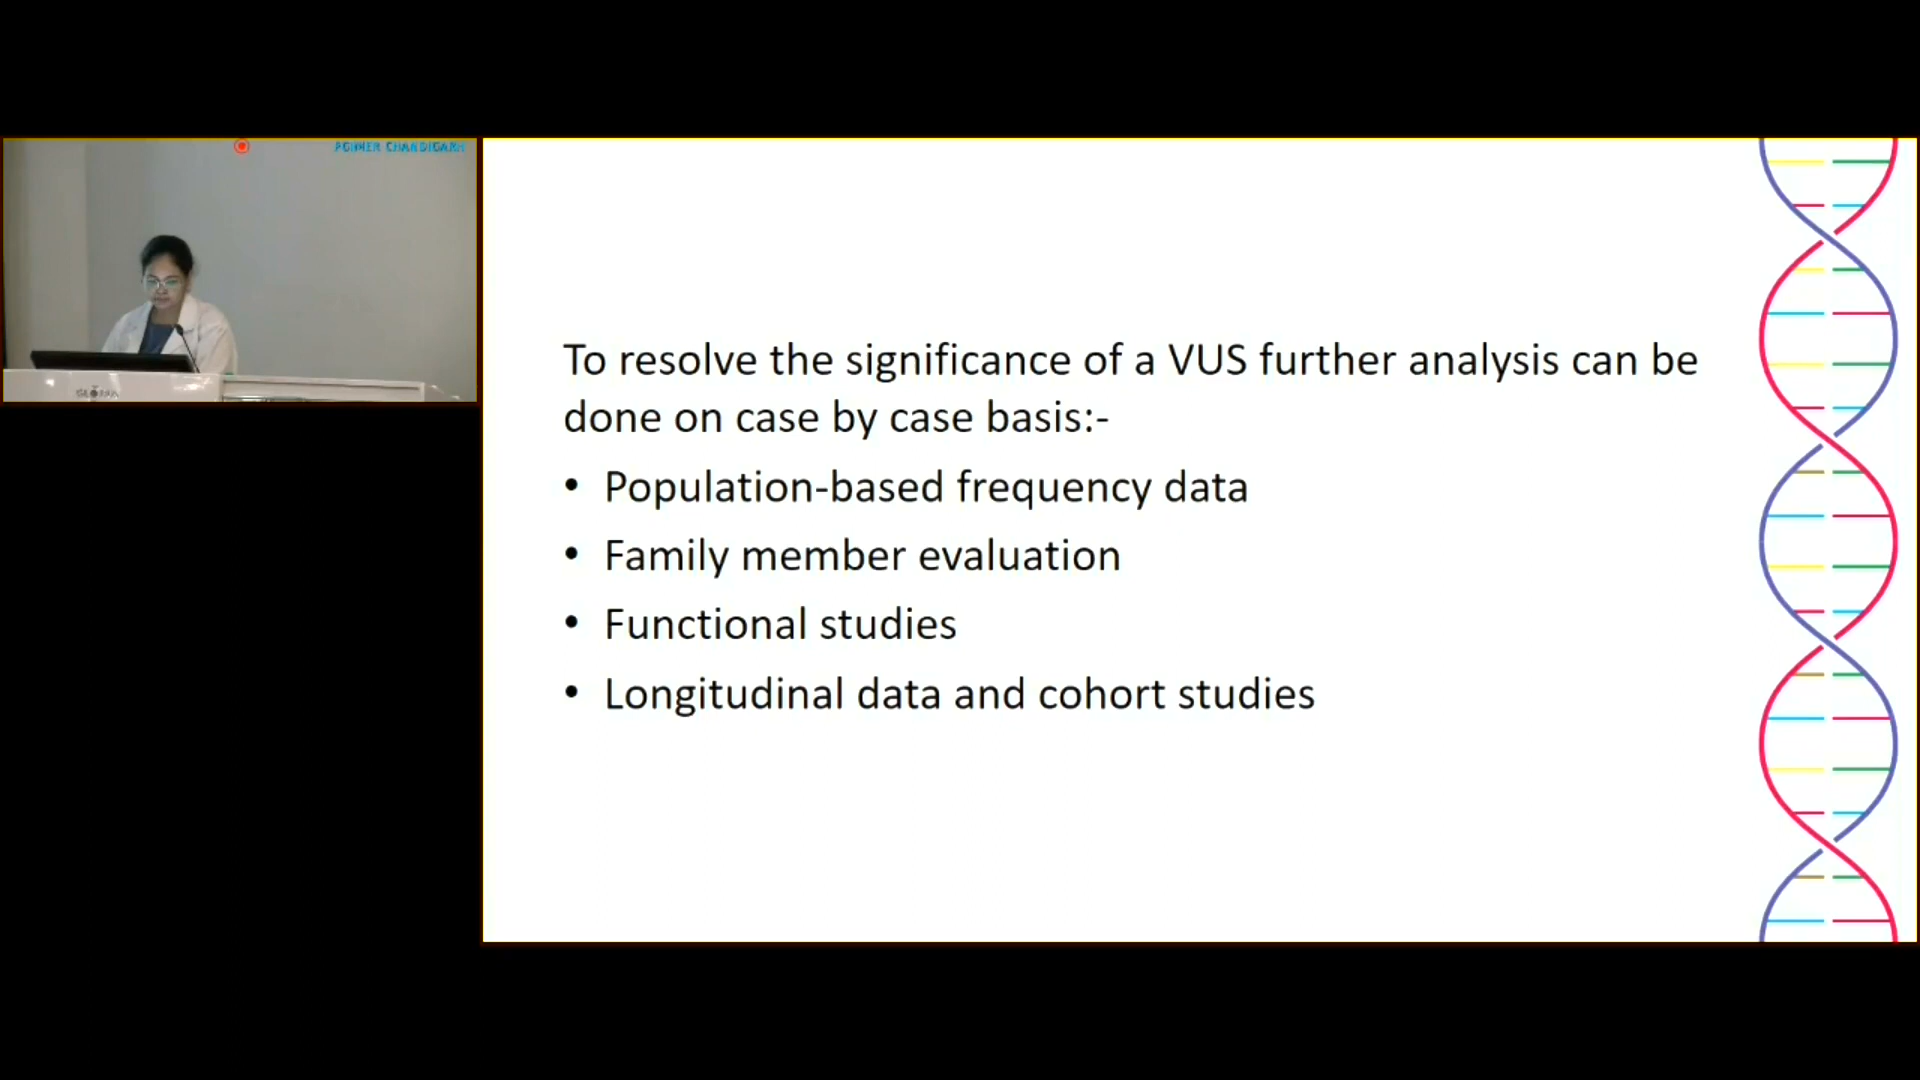 PGIMER CHANDIGARH
To resolve the significance of a VUS further analysis can be
done on case by case basis:-
• Population-based frequency data
• Family member evaluation
• Functional studies
• Longitudinal data and cohort studies